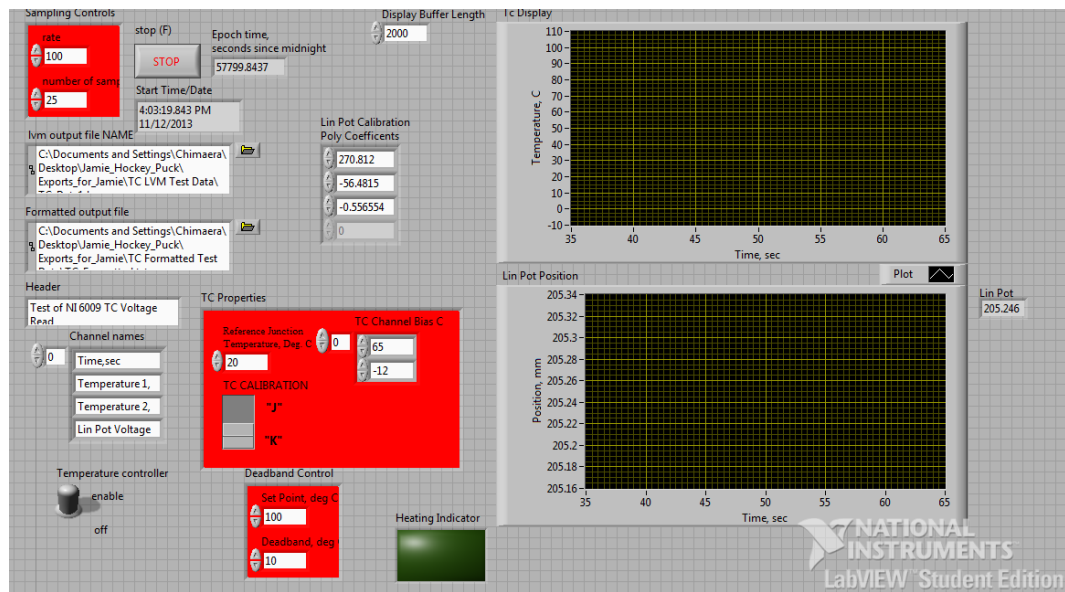 Sampling Controls
rate
100
number of samp
25
stop (F)
STOP
Epoch time,
seconds since midnight
57799.8437
Start Time/Date
4:03:19.843 PM
11/12/2013
Display Buffer Length
2000
lvm output file NAME
C:\Documents and Settings\Chimaera\
Desktop\Jamie_Hockey_Puck\
Exports_for_Jamie\TC LVM Test Data\
Formatted output file
C:\Documents and Settings\Chimaera\
Desktop\Jamie_Hockey_Puck\
Exports_for_Jamie\TC Formatted Test
Lin Pot Calibration
Poly Coefficents
270.812
-56.4815
-0.556554
0
Header
Test of NI 6009 TC Voltage
Read
Channel names
0
Time,sec
Temperature 1,
Temperature 2,
Lin Pot Voltage
TC Properties
Reference Jonction
Temperature, Deg. C
20
TC Channel Bias C
0
65
-12
TC CALIBRATION
"J"
"K"
Temperature controller
enable
off
Deadband Control
Set Point, deg C
100
Deadband, deg
10
Heating Indicator
Tc Display
Temperature, C
110
100
90
80
70
60
50
40
30
20
10
0
-10
35 40 45 50 55 60 65
Time, sec
Lin Pot Position
Plot
Position, mm
205.34
205.32
205.3
205.28
205.26
205.24
205.22
205.2
205.18
205.16
35 40 45 50 55 60 65
Time, sec
Lin Pot
205.246
NATIONAL
INSTRUMENTS
LabVIEW™ Student Edition